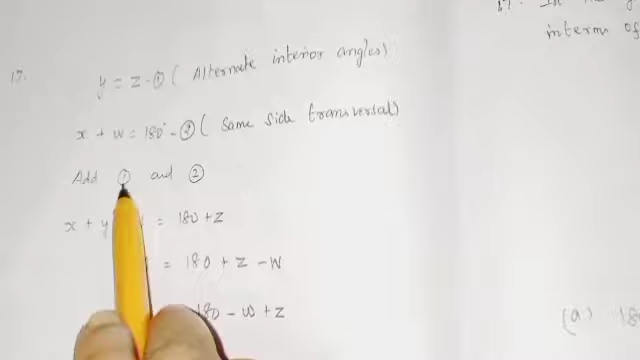 17.
y = z - ① (Alternate interior angles)
x + w = 180° - ② (Same side transversal)
Add ① and ②
x + y = 180 + z
= 180 + z - w
180 - w + z
interm of
(a) 18